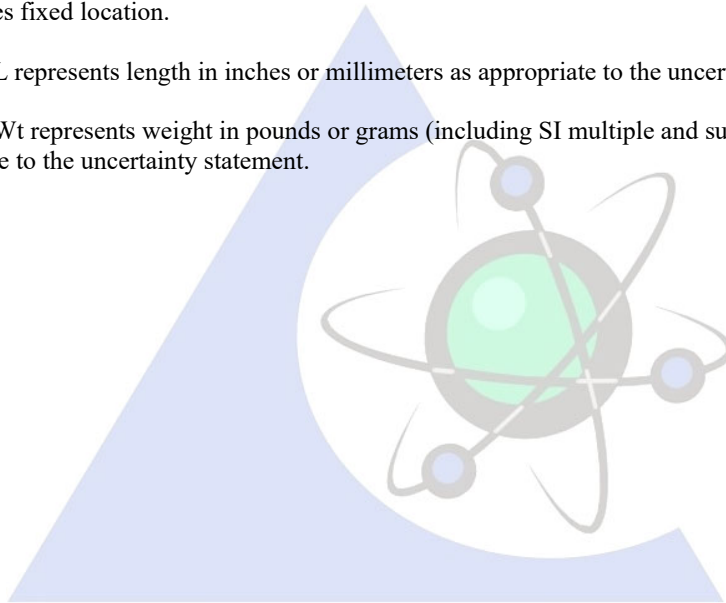 es fixed location.
L represents length in inches or millimeters as appropriate to the uncer
Wt represents weight in pounds or grams (including SI multiple and su
e to the uncertainty statement.